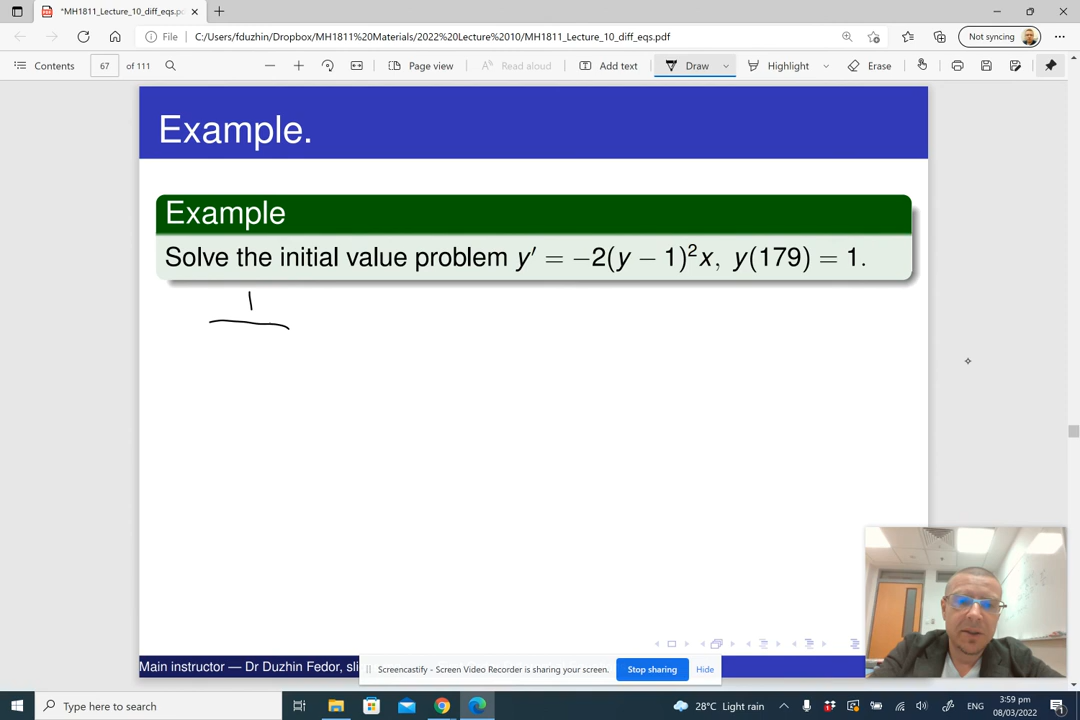 *MH1811_Lecture_10_diff_eqs.pd
File C:/Users/fduzhin/Dropbox/MH1811%20Materials/2022%20Lecture%2010/MH1811_Lecture_10_diff_eqs.pdf Not syncing
Contents 67 of 111 Page view Read aloud Add text Draw Highlight Erase
Example.
Example
Solve the initial value problem y′ = −2(y − 1)²x, y(179) = 1.
1
Main instructor — Dr Duzhin Fedor, sli
Screencastify - Screen Video Recorder is sharing your screen. Stop sharing Hide
Type here to search 28°C Light rain ENG 3:59 pm
08/03/2022